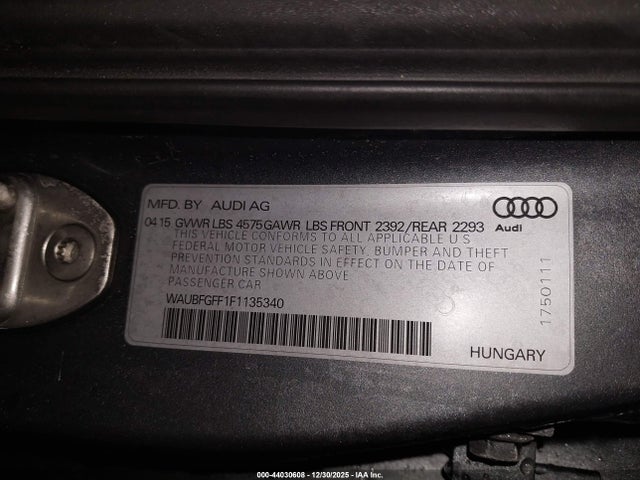 MFD. BY AUDI AG
04 15 GVWR LBS 4575 GAWR LBS FRONT 2392/REAR 2293
THIS VEHICLE CONFORMS TO ALL APPLICABLE U S
FEDERAL MOTOR VEHICLE SAFETY, BUMPER AND THEFT
PREVENTION STANDARDS IN EFFECT ON THE DATE OF
MANUFACTURE SHOWN ABOVE
PASSENGER CAR
WAUBFGFF1F1135340
HUNGARY
Audi
1750111
000-44030608 - 12/30/2025 - IAAI.COM